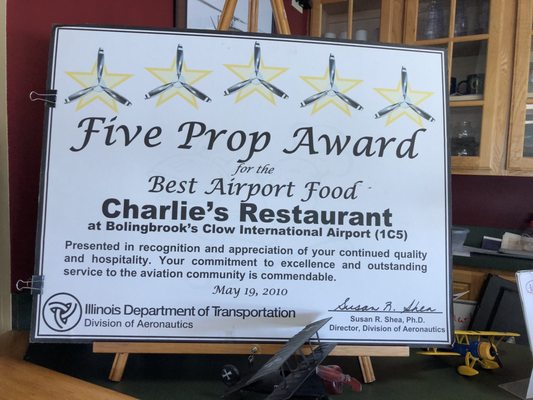 Five Prop Award
for the
Best Airport Food
Charlie's Restaurant
at Bolingbrook's Clow International Airport (1C5)
Presented in recognition and appreciation of your continued quality
and hospitality. Your commitment to excellence and outstanding
service to the aviation community is commendable.
May 19, 2010
Illinois Department of Transportation
Division of Aeronautics
Susan R. Shea
Susan R. Shea, Ph.D.
Director, Division of Aeronautics